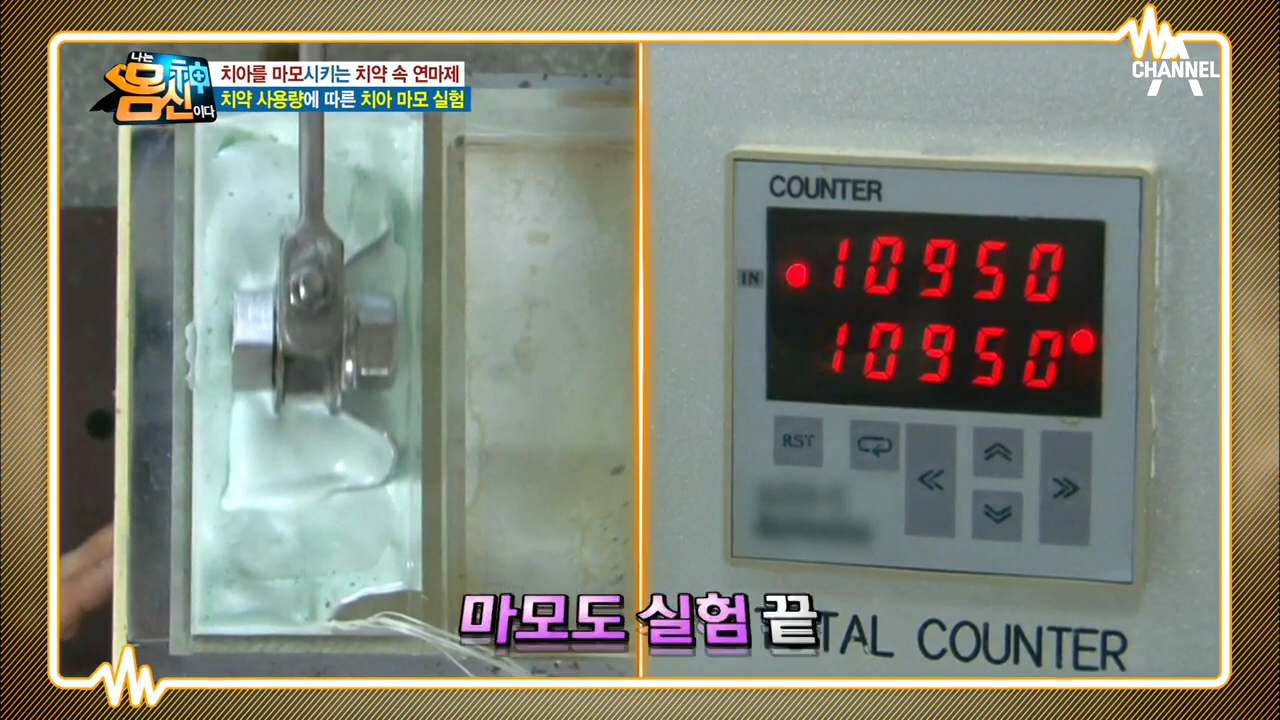 나는
몸신神
이다
치아를 마모시키는 치약 속 연마제
치약 사용량에 따른 치아 마모 실험
CHANNEL A
COUNTER
IN
10950
10950
RST
마모도 실험 끝
TAL COUNTER